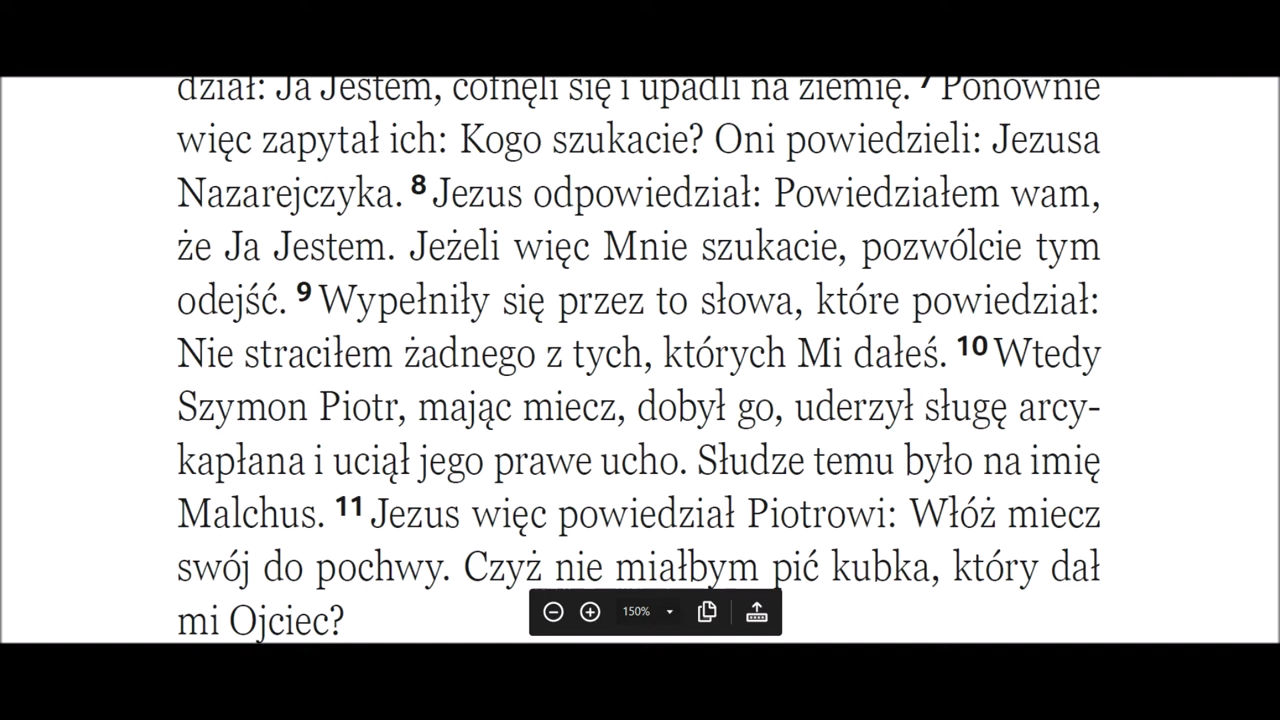 dział: Ja Jestem, cofnęli się i upadli na ziemię. 7 Ponownie
więc zapytał ich: Kogo szukacie? Oni powiedzieli: Jezusa
Nazarejczyka. 8 Jezus odpowiedział: Powiedziałem wam,
że Ja Jestem. Jeżeli więc Mnie szukacie, pozwólcie tym
odejść. 9 Wypełniły się przez to słowa, które powiedział:
Nie straciłem żadnego z tych, których Mi dałeś. 10 Wtedy
Szymon Piotr, mając miecz, dobył go, uderzył sługę arcy-
kapłana i uciął jego prawe ucho. Słudze temu było na imię
Malchus. 11 Jezus więc powiedział Piotrowi: Włóż miecz
swój do pochwy. Czyż nie miałbym pić kubka, który dał
mi Ojciec?
150%